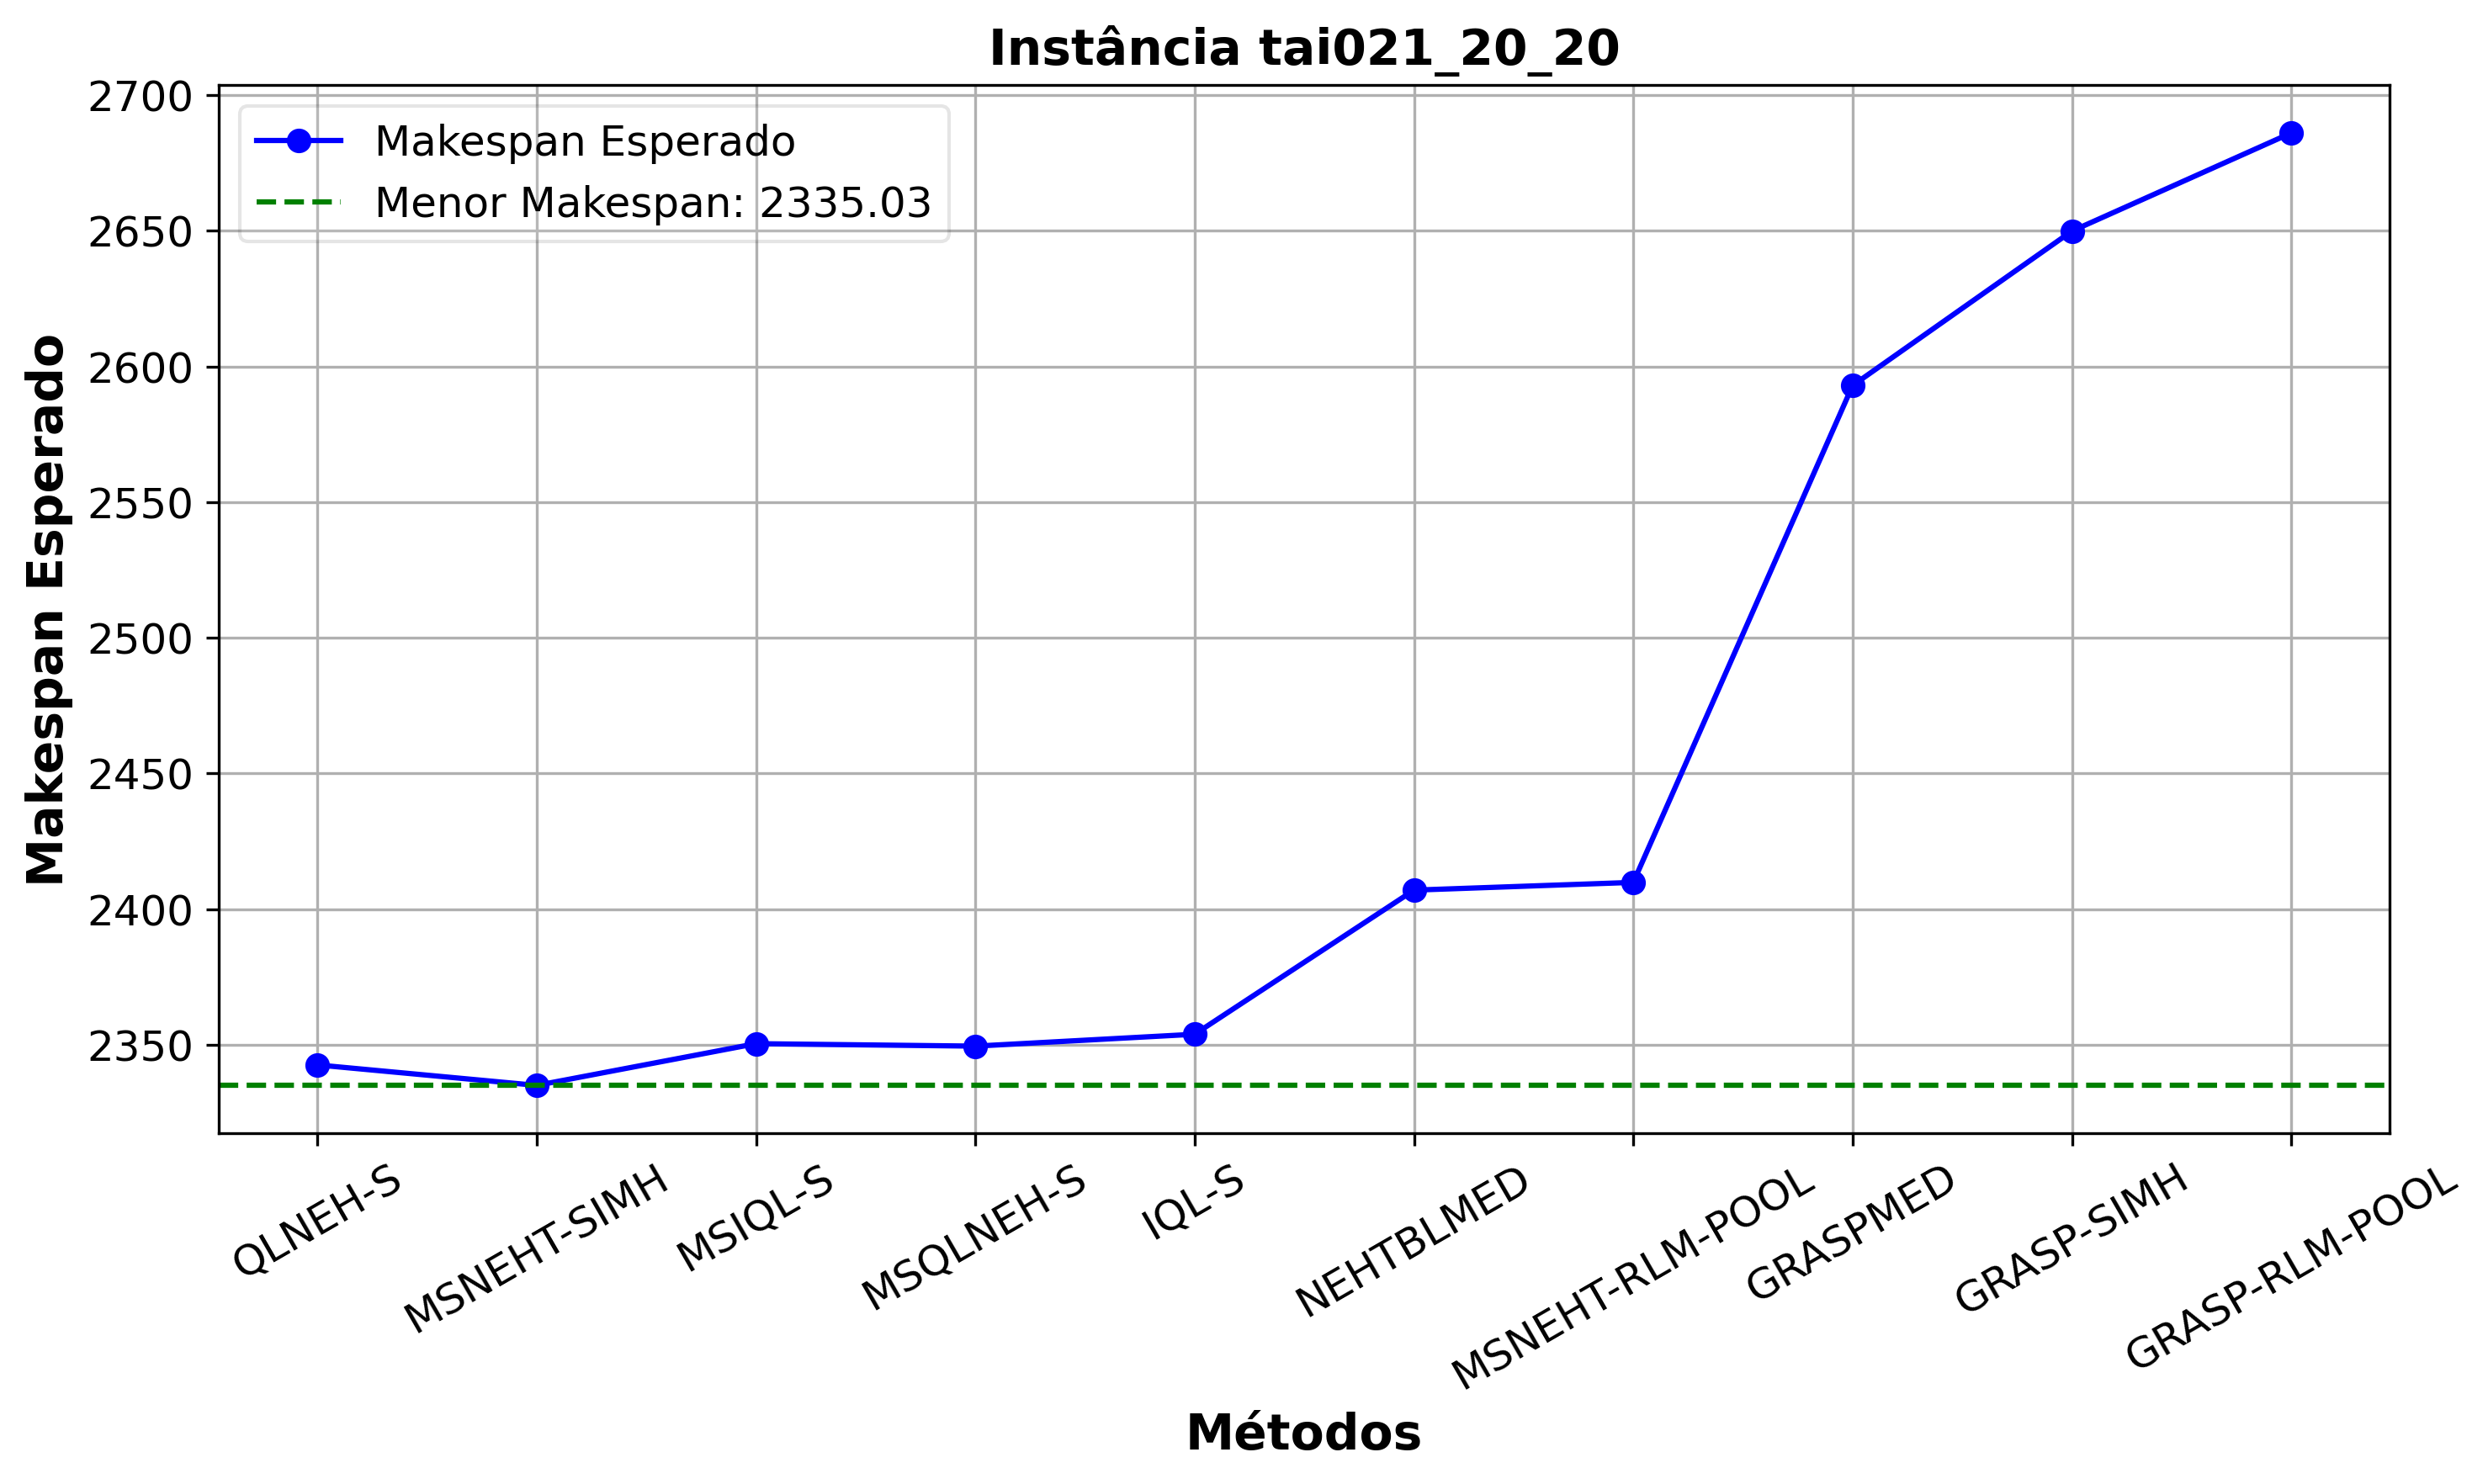 Instância tai021_20_20
Makespan Esperado
Menor Makespan: 2335.03
Makespan Esperado
2700
2650
2600
2550
2500
2450
2400
2350
QLNEH-S
MSNEHT-SIMH
MSIQL-S
MSQLNEH-S
IQL-S
NEHTBLMED
MSNEHT-RLM-POOL
GRASPMED
GRASP-SIMH
GRASP-RLM-POOL
Métodos